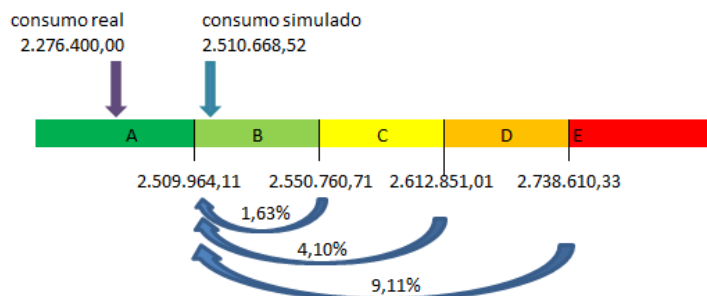 consumo real
2.276.400,00
consumo simulado
2.510.668,52
A
B
C
D
E
2.509.964,11
2.550.760,71
2.612.851,01
2.738.610,33
1,63%
4,10%
9,11%